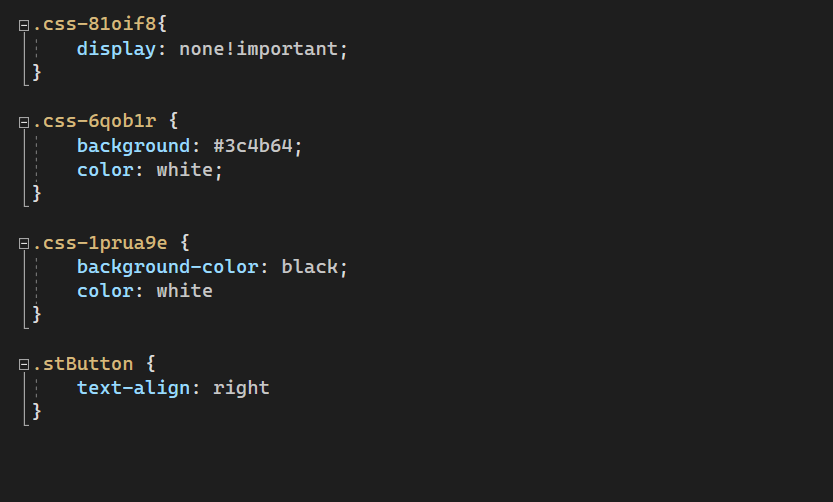 .css-81oif8{
display: none!important;
}
.css-6qob1r {
background: #3c4b64;
color: white;
}
.css-1prua9e {
background-color: black;
color: white
}
.stButton {
text-align: right
}